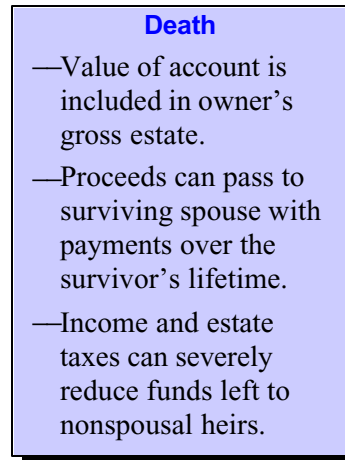 Death
—Value of account is
included in owner’s
gross estate.
—Proceeds can pass to
surviving spouse with
payments over the
survivor’s lifetime.
—Income and estate
taxes can severely
reduce funds left to
nonspousal heirs.